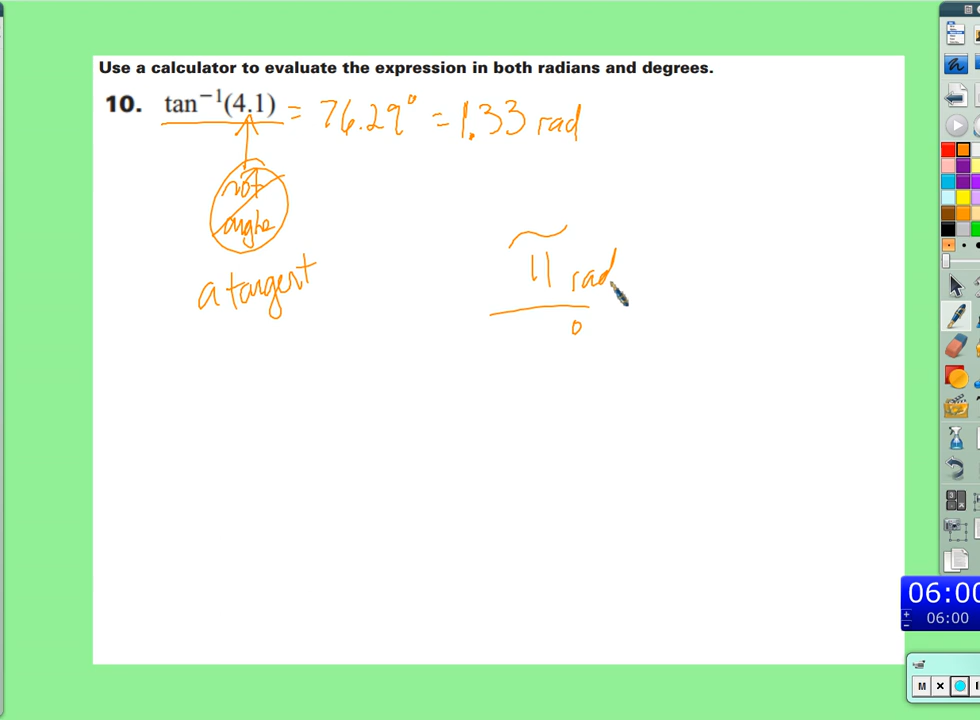 Use a calculator to evaluate the expression in both radians and degrees.
10. tan⁻¹(4.1) = 76.29° = 1.33 rad
not
angle
a tangent
π rad
°
06:00
06:00
M x